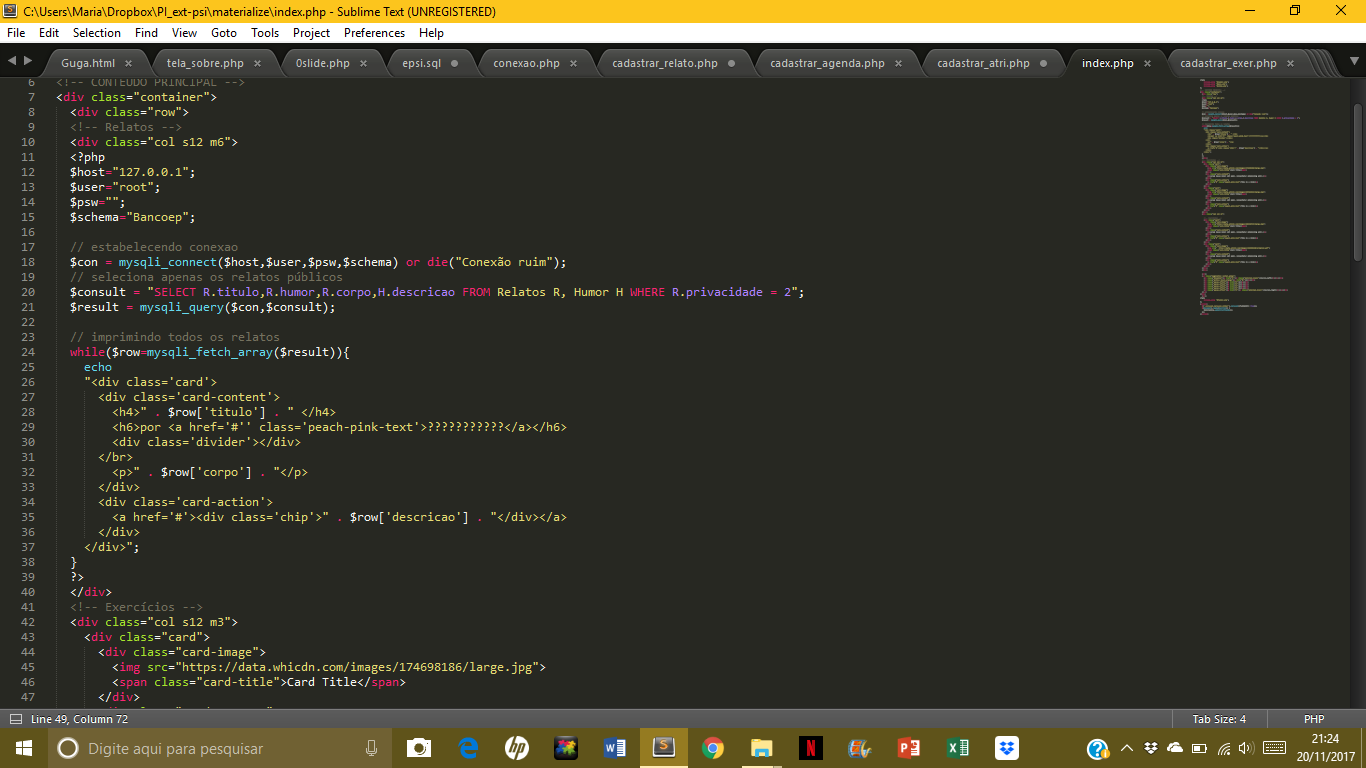 C:\Users\Maria\Dropbox\PI_ext-psi\materialize\index.php - Sublime Text (UNREGISTERED)
File Edit Selection Find View Goto Tools Project Preferences Help
Guga.html × tela_sobre.php × 0slide.php × epsi.sql conexao.php × cadastrar_relato.php cadastrar_agenda.php × cadastrar_atri.php index.php × cadastrar_exer.php ×
6 <!-- CONTEUDO PRINCIPAL -->
7 <div class="container">
8 <div class="row">
9 <!-- Relatos -->
10 <div class="col s12 m6">
11 <?php
12 $host="127.0.0.1";
13 $user="root";
14 $psw="";
15 $schema="Bancoep";
16
17 // estabelecendo conexao
18 $con = mysqli_connect($host,$user,$psw,$schema) or die("Conexão ruim");
19 // seleciona apenas os relatos públicos
20 $consult = "SELECT R.titulo,R.humor,R.corpo,H.descricao FROM Relatos R, Humor H WHERE R.privacidade = 2";
21 $result = mysqli_query($con,$consult);
22
23 // imprimindo todos os relatos
24 while($row=mysqli_fetch_array($result)){
25 echo
26 "<div class='card'>
27 <div class='card-content'>
28 <h4>" . $row['titulo'] . " </h4>
29 <h6>por <a href='#'' class='peach-pink-text'>???????????</a></h6>
30 <div class='divider'></div>
31 </br>
32 <p>" . $row['corpo'] . "</p>
33 </div>
34 <div class='card-action'>
35 <a href='#'><div class='chip'>" . $row['descricao'] . "</div></a>
36 </div>
37 </div>";
38 }
39 ?>
40 </div>
41 <!-- Exercícios -->
42 <div class="col s12 m3">
43 <div class="card">
44 <div class="card-image">
45 <img src="https://data.whicdn.com/images/174698186/large.jpg">
46 <span class="card-title">Card Title</span>
47 </div>
Line 49, Column 72 Tab Size: 4 PHP
Digite aqui para pesquisar
21:24
20/11/2017